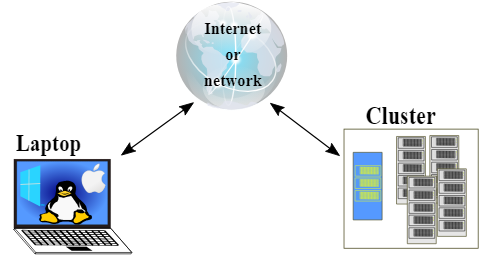 Internet
or
network
Laptop
Cluster